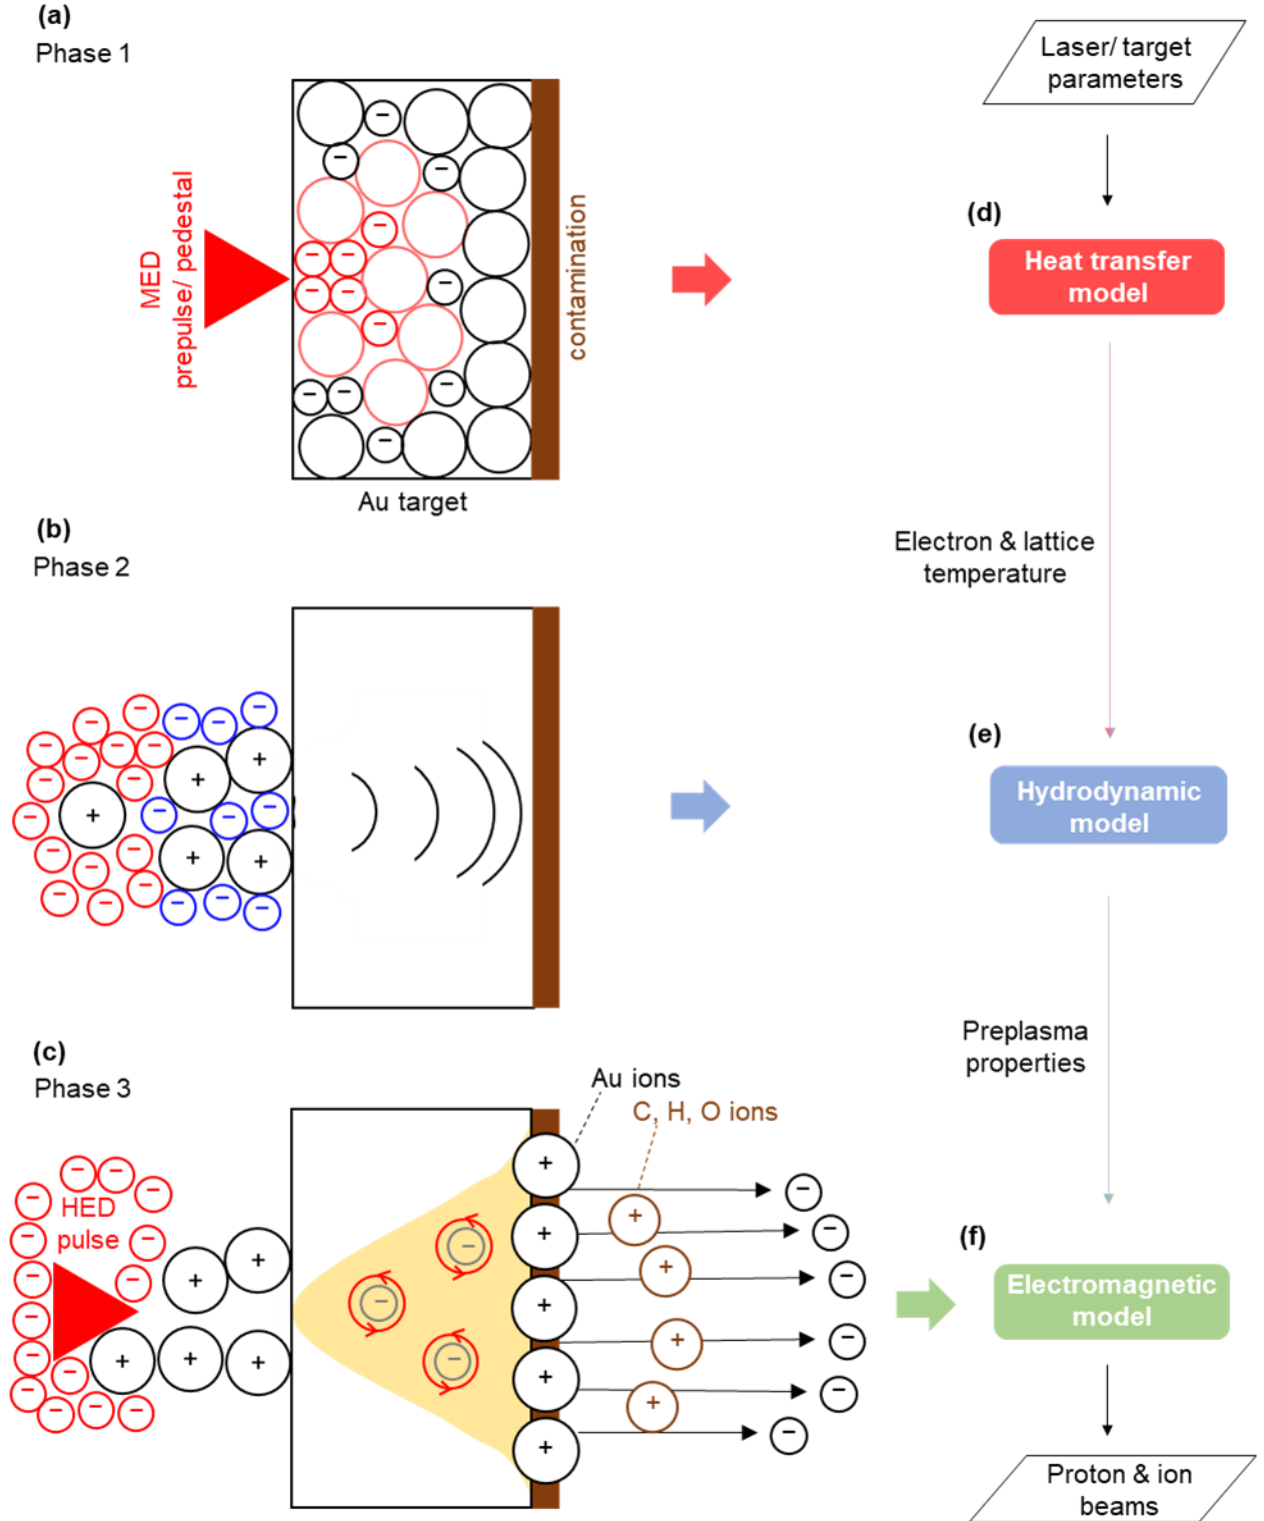 (a)
Phase 1
MED
prepulse/ pedestal
contamination
Au target
(b)
Phase 2
(c)
Phase 3
HED
pulse
Au ions
C, H, O ions
Laser/ target
parameters
(d)
Heat transfer
model
Electron & lattice
temperature
(e)
Hydrodynamic
model
Preplasma
properties
(f)
Electromagnetic
model
Proton & ion
beams